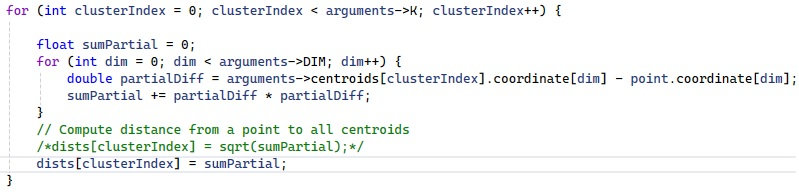 for (int clusterIndex = 0; clusterIndex < arguments->K; clusterIndex++) {
float sumPartial = 0;
for (int dim = 0; dim < arguments->DIM; dim++) {
double partialDiff = arguments->centroids[clusterIndex].coordinate[dim] - point.coordinate[dim];
sumPartial += partialDiff * partialDiff;
}
// Compute distance from a point to all centroids
/*dists[clusterIndex] = sqrt(sumPartial);*/
dists[clusterIndex] = sumPartial;
}